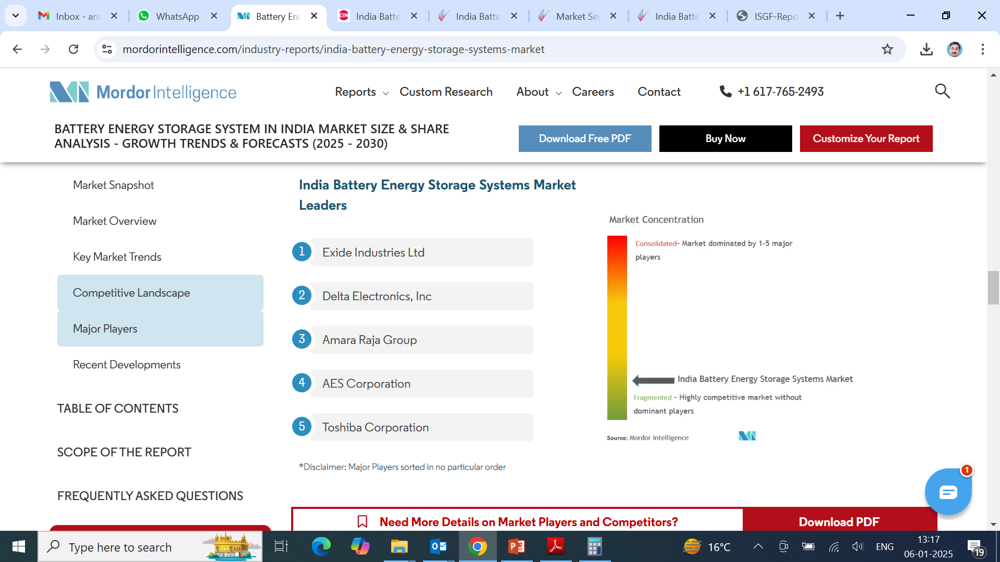 Inbox - an
WhatsApp
Battery Ene
India Batte
India Batte
Market Seg
India Batte
ISGF-Repo
mordorintelligence.com/industry-reports/india-battery-energy-storage-systems-market
Mordor Intelligence
Reports
Custom Research
About
Careers
Contact
+1 617-765-2493
BATTERY ENERGY STORAGE SYSTEM IN INDIA MARKET SIZE & SHARE
ANALYSIS - GROWTH TRENDS & FORECASTS (2025 - 2030)
Download Free PDF
Buy Now
Customize Your Report
Market Snapshot
Market Overview
Key Market Trends
Competitive Landscape
Major Players
Recent Developments
TABLE OF CONTENTS
SCOPE OF THE REPORT
FREQUENTLY ASKED QUESTIONS
India Battery Energy Storage Systems Market
Leaders
1 Exide Industries Ltd
2 Delta Electronics, Inc
3 Amara Raja Group
4 AES Corporation
5 Toshiba Corporation
*Disclaimer: Major Players sorted in no particular order
Market Concentration
Consolidated- Market dominated by 1-5 major
players
India Battery Energy Storage Systems Market
Fragmented - Highly competitive market without
dominant players
Source: Mordor Intelligence
1
Need More Details on Market Players and Competitors?
Download PDF
Type here to search
16°C
ENG
13:17
06-01-2025
19